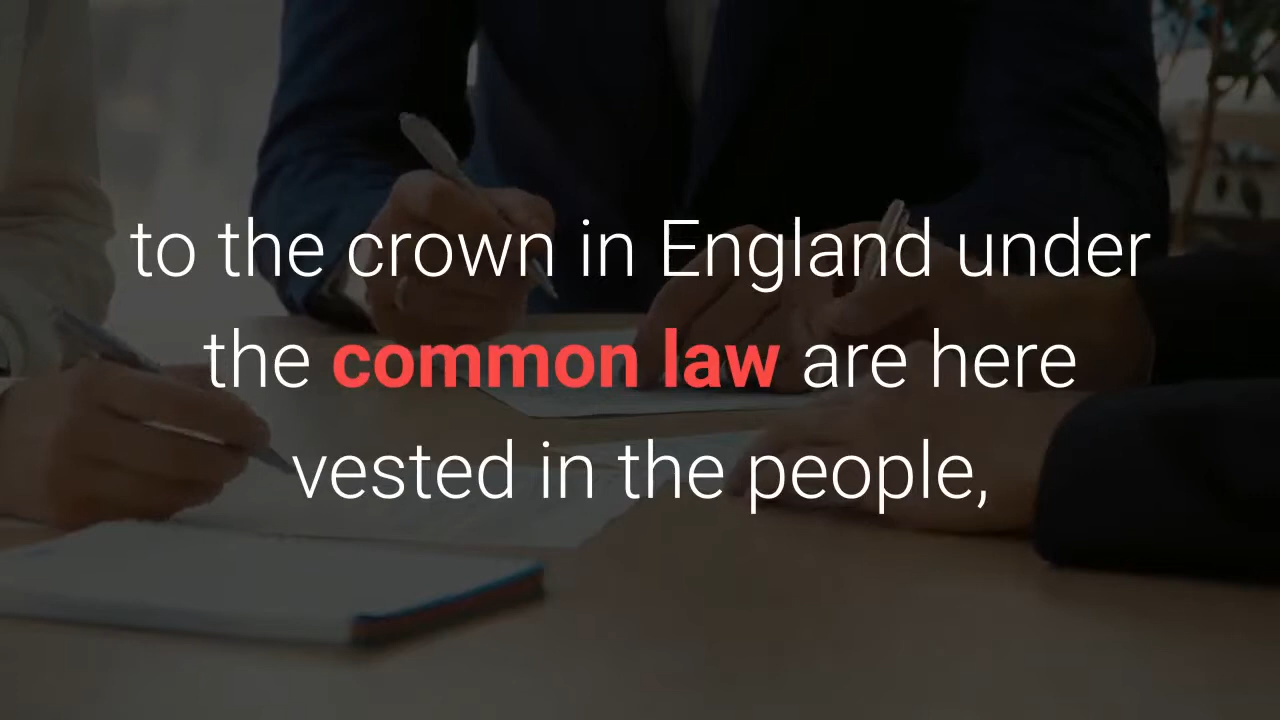 to the crown in England under
the common law are here
vested in the people,